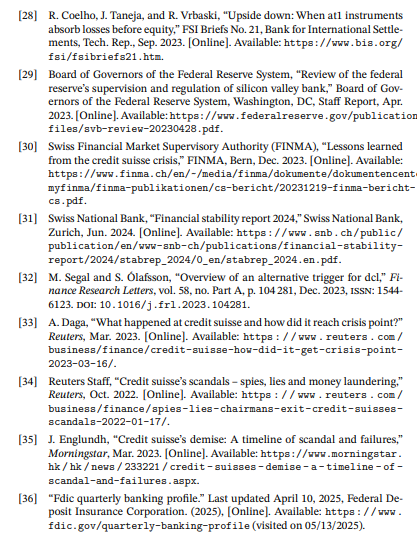 [28] R. Coelho, J. Taneja, and R. Vrbaski, “Upside down: When at1 instruments
absorb losses before equity,” FSI Briefs No. 21, Bank for International Settle-
ments, Tech. Rep., Sep. 2023. [Online]. Available: https://www.bis.org/
fsi/fsibriefs21.htm.
[29] Board of Governors of the Federal Reserve System, “Review of the federal
reserve’s supervision and regulation of silicon valley bank,” Board of Gov-
ernors of the Federal Reserve System, Washington, DC, Staff Report, Apr.
2023. [Online]. Available: https://www.federalreserve.gov/publication
files/svb-review-20230428.pdf.
[30] Swiss Financial Market Supervisory Authority (FINMA), “Lessons learned
from the credit suisse crisis,” FINMA, Bern, Dec. 2023. [Online]. Available:
https://www.finma.ch/en/~/media/finma/dokumente/dokumentencent
myfinma/finma-publikationen/cs-bericht/20231219-finma-bericht-
cs.pdf.
[31] Swiss National Bank, “Financial stability report 2024,” Swiss National Bank,
Zurich, Jun. 2024. [Online]. Available: https://www.snb.ch/public/
publication/en/www-snb-ch/publications/financial-stability-
report/2024/stabrep_2024/0_en/stabrep_2024.en.pdf.
[32] M. Segal and S. Ólafsson, “Overview of an alternative trigger for dcl,” Fi-
nance Research Letters, vol. 58, no. Part A, p. 104 281, Dec. 2023, ISSN: 1544-
6123. DOI: 10.1016/j.frl.2023.104281.
[33] A. Daga, “What happened at credit suisse and how did it reach crisis point?”
Reuters, Mar. 2023. [Online]. Available: https://www.reuters.com/
business/finance/credit-suisse-how-did-it-get-crisis-point-
2023-03-16/.
[34] Reuters Staff, “Credit suisse’s scandals – spies, lies and money laundering,”
Reuters, Oct. 2022. [Online]. Available: https://www.reuters.com/
business/finance/spies-lies-chairmans-exit-credit-suisses-
scandals-2022-01-17/.
[35] J. Englundh, “Credit suisse’s demise: A timeline of scandal and failures,”
Morningstar, Mar. 2023. [Online]. Available: https://www.morningstar.
hk/hk/news/233221/credit-suisses-demise-a-timeline-of-
scandal-and-failures.aspx.
[36] “Fdic quarterly banking profile.” Last updated April 10, 2025, Federal De-
posit Insurance Corporation. (2025), [Online]. Available: https://www.
fdic.gov/quarterly-banking-profile (visited on 05/13/2025).